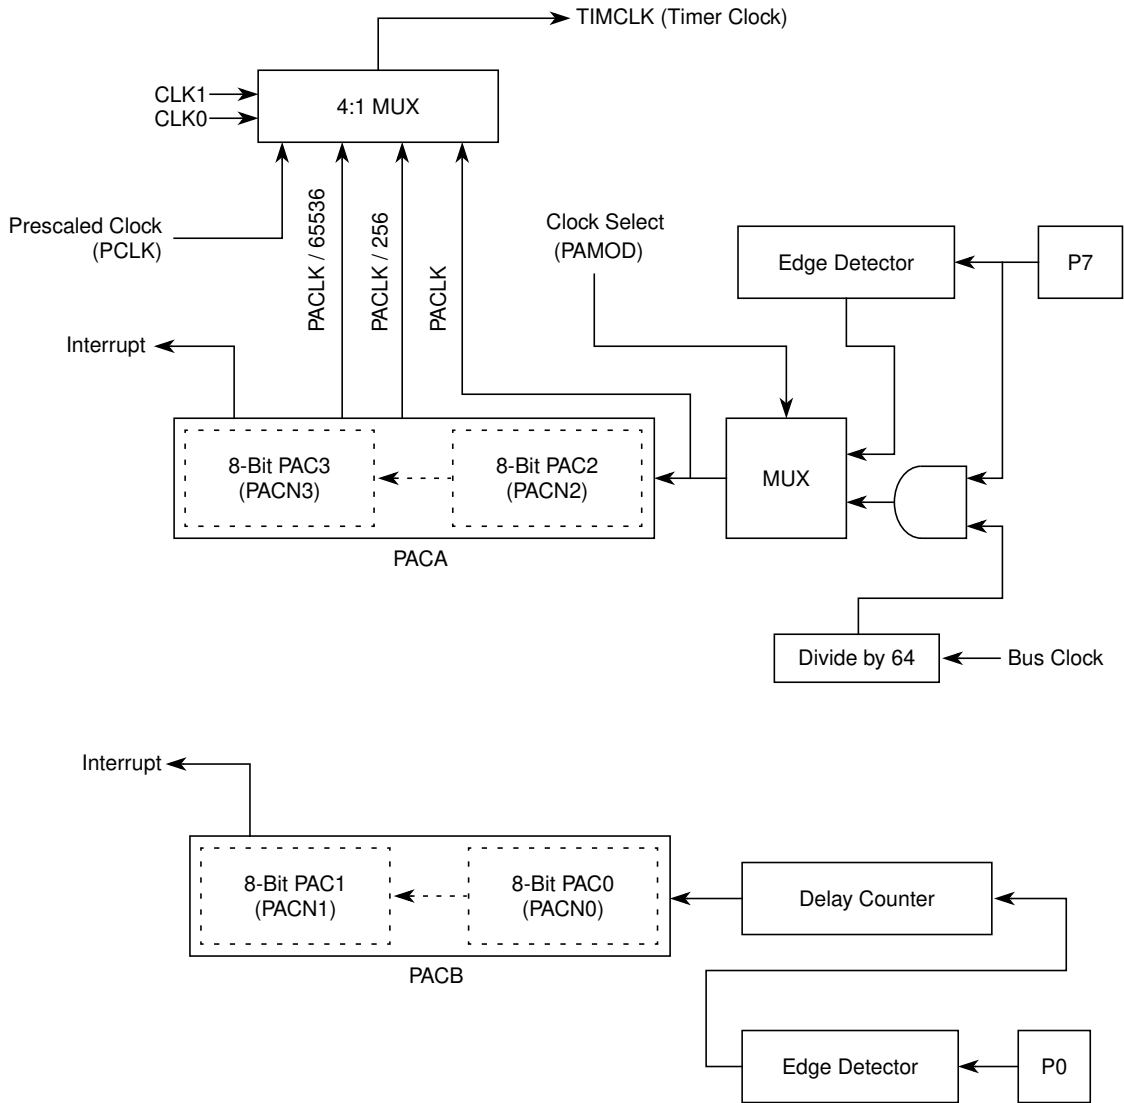 TIMCLK (Timer Clock)
CLK1
CLK0
4:1 MUX
Prescaled Clock
(PCLK)
PACLK / 65536
PACLK / 256
PACLK
Clock Select
(PAMOD)
Edge Detector
P7
Interrupt
8-Bit PAC3
(PACN3)
8-Bit PAC2
(PACN2)
MUX
PACA
Divide by 64
Bus Clock
Interrupt
8-Bit PAC1
(PACN1)
8-Bit PAC0
(PACN0)
Delay Counter
PACB
Edge Detector
P0